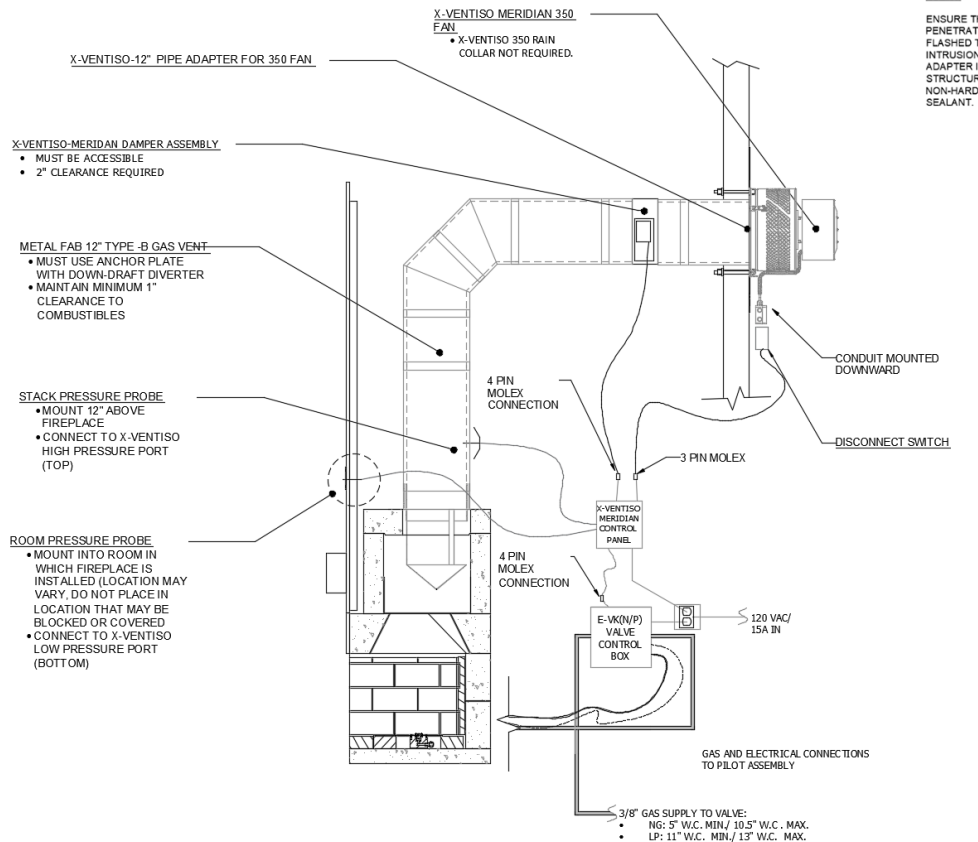 X-VENTISO MERIDIAN 350
FAN
• X-VENTISO 350 RAIN
COLLAR NOT REQUIRED.
X-VENTISO-12" PIPE ADAPTER FOR 350 FAN
X-VENTISO-MERIDAN DAMPER ASSEMBLY
• MUST BE ACCESSIBLE
• 2" CLEARANCE REQUIRED
METAL FAB 12" TYPE -B GAS VENT
• MUST USE ANCHOR PLATE
WITH DOWN-DRAFT DIVERTER
• MAINTAIN MINIMUM 1"
CLEARANCE TO
COMBUSTIBLES
STACK PRESSURE PROBE
• MOUNT 12" ABOVE
FIREPLACE
• CONNECT TO X-VENTISO
HIGH PRESSURE PORT
(TOP)
ROOM PRESSURE PROBE
• MOUNT INTO ROOM IN
WHICH FIREPLACE IS
INSTALLED (LOCATION MAY
VARY, DO NOT PLACE IN
LOCATION THAT MAY BE
BLOCKED OR COVERED
• CONNECT TO X-VENTISO
LOW PRESSURE PORT
(BOTTOM)
ENSURE
PENETRAT
FLASHED
INTRUSION
ADAPTER
STRUCTUR
NON-HARD
SEALANT.
CONDUIT MOUNTED
DOWNWARD
DISCONNECT SWITCH
4 PIN
MOLEX
CONNECTION
3 PIN MOLEX
X-VENTISO
MERIDIAN
CONTROL
PANEL
4 PIN
MOLEX
CONNECTION
E-VK(N/P)
VALVE
CONTROL
BOX
120 VAC/
15A IN
GAS AND ELECTRICAL CONNECTIONS
TO PILOT ASSEMBLY
3/8" GAS SUPPLY TO VALVE:
• NG: 5" W.C. MIN./ 10.5" W.C. MAX.
• LP: 11" W.C. MIN./ 13" W.C. MAX.